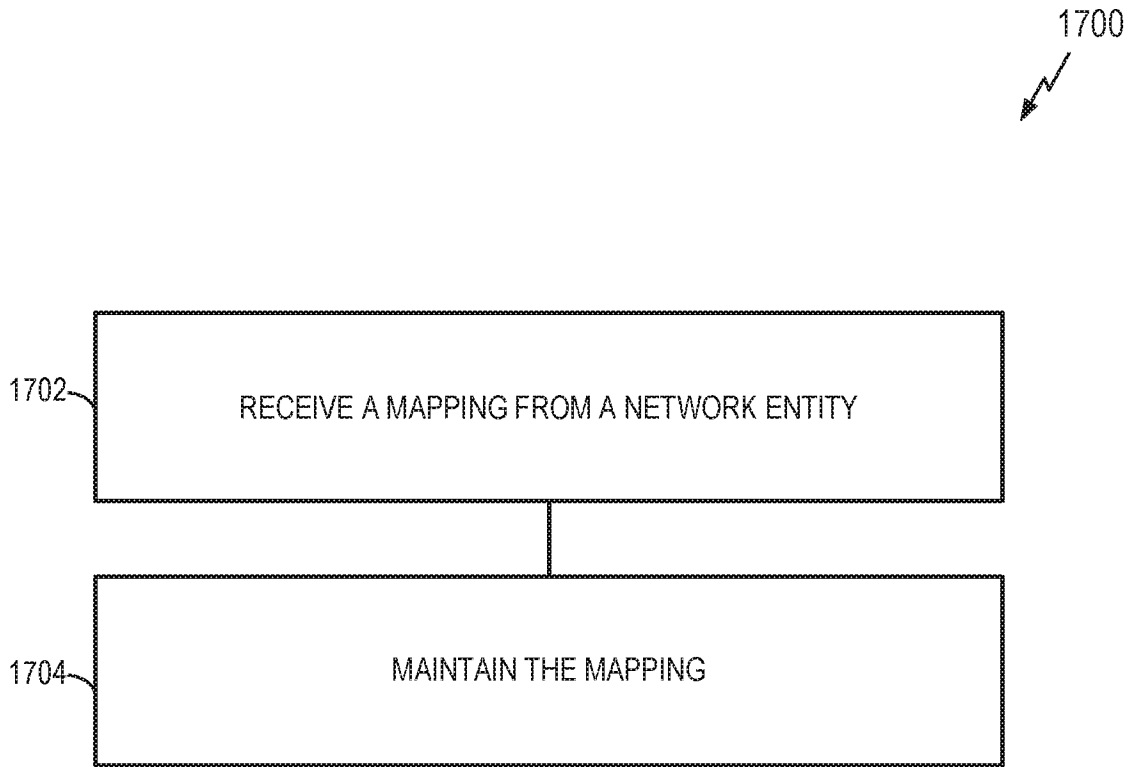 1700
1702
RECEIVE A MAPPING FROM A NETWORK ENTITY
1704
MAINTAIN THE MAPPING